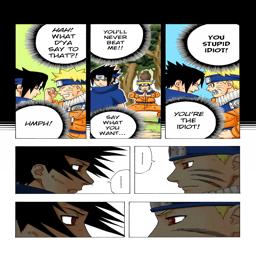 HAH!
WHAT
D'YA
SAY TO
THAT?!
HMPH!
YOU'LL
NEVER
BEAT
ME!!
SAY
WHAT
YOU
WANT...
YOU
STUPID
IDIOT!
YOU'RE
THE
IDIOT!